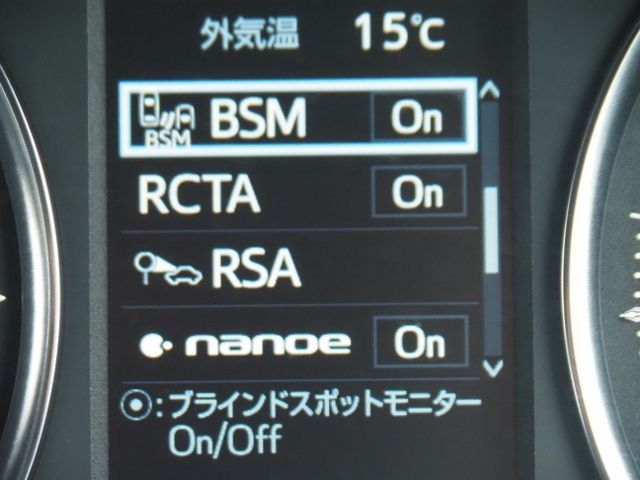 外気温 15℃
BSM BSM On
RCTA On
RSA
nanoe On
⦿:ブラインドスポットモニター
On/Off